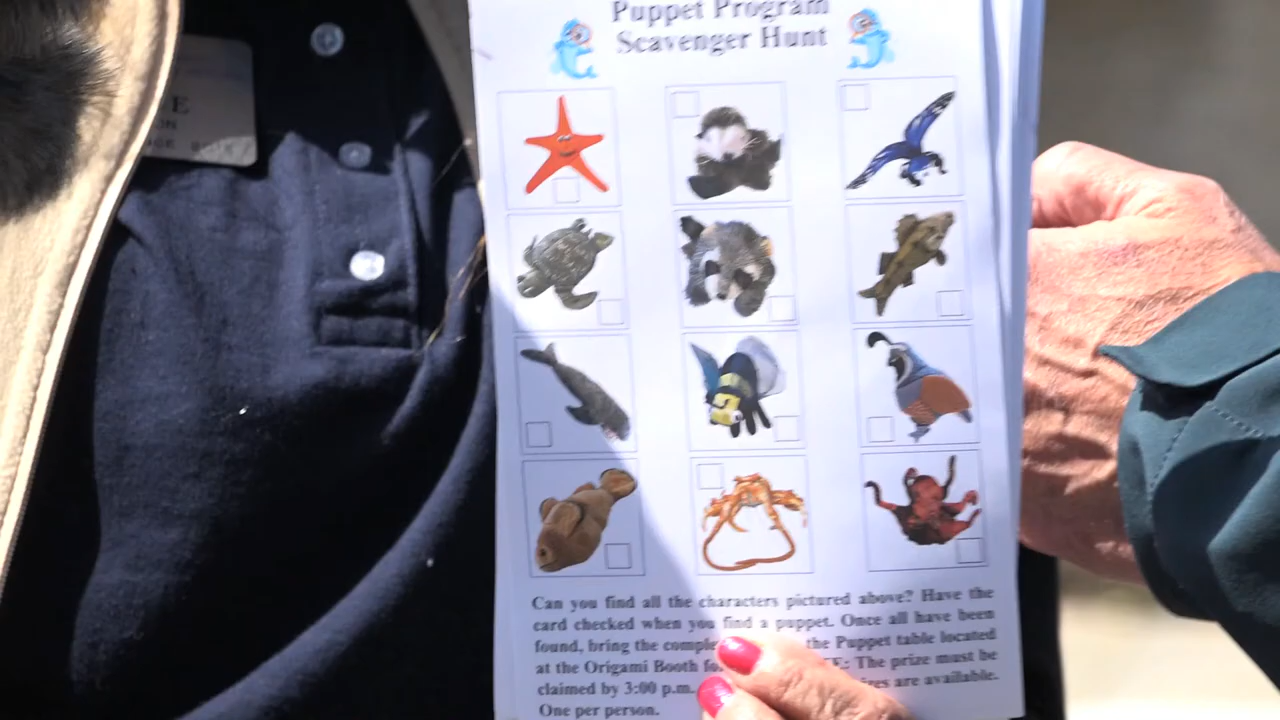 Puppet Program
Scavenger Hunt
Can you find all the characters pictured above? Have the
card checked when you find a puppet. Once all have been
found, bring the the Puppet table located
at the Origami Booth The prize must be
claimed by 3:00 p.m. are available.
One per person.